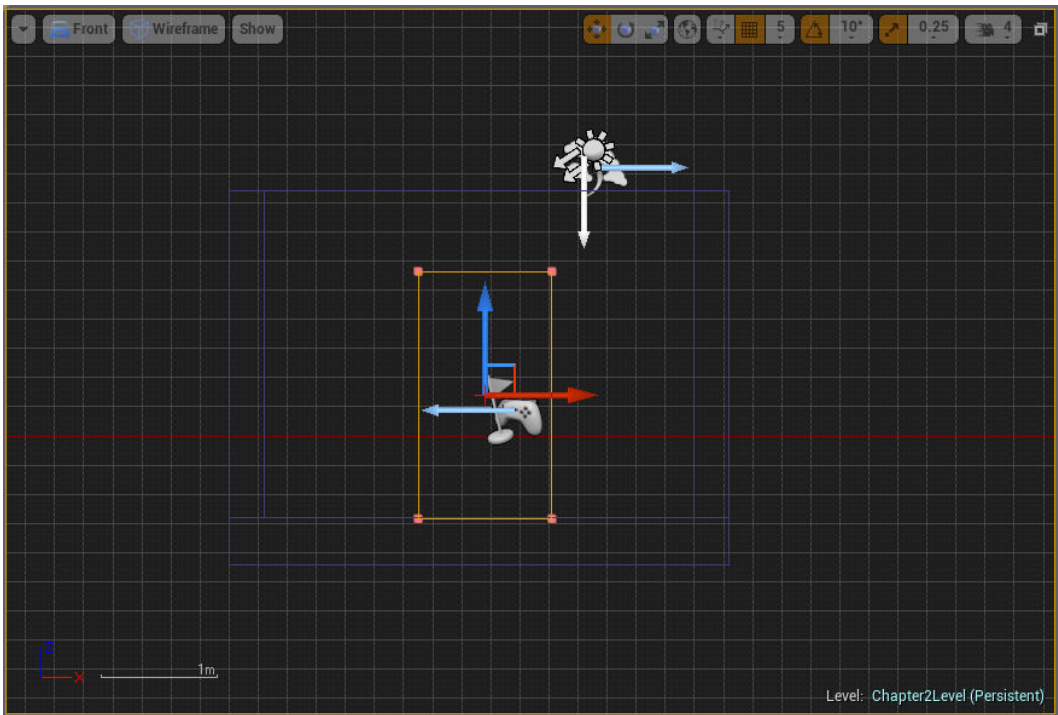 Front Wireframe Show 5 10° 0.25 4
Z
X
1m
Level: Chapter2Level (Persistent)